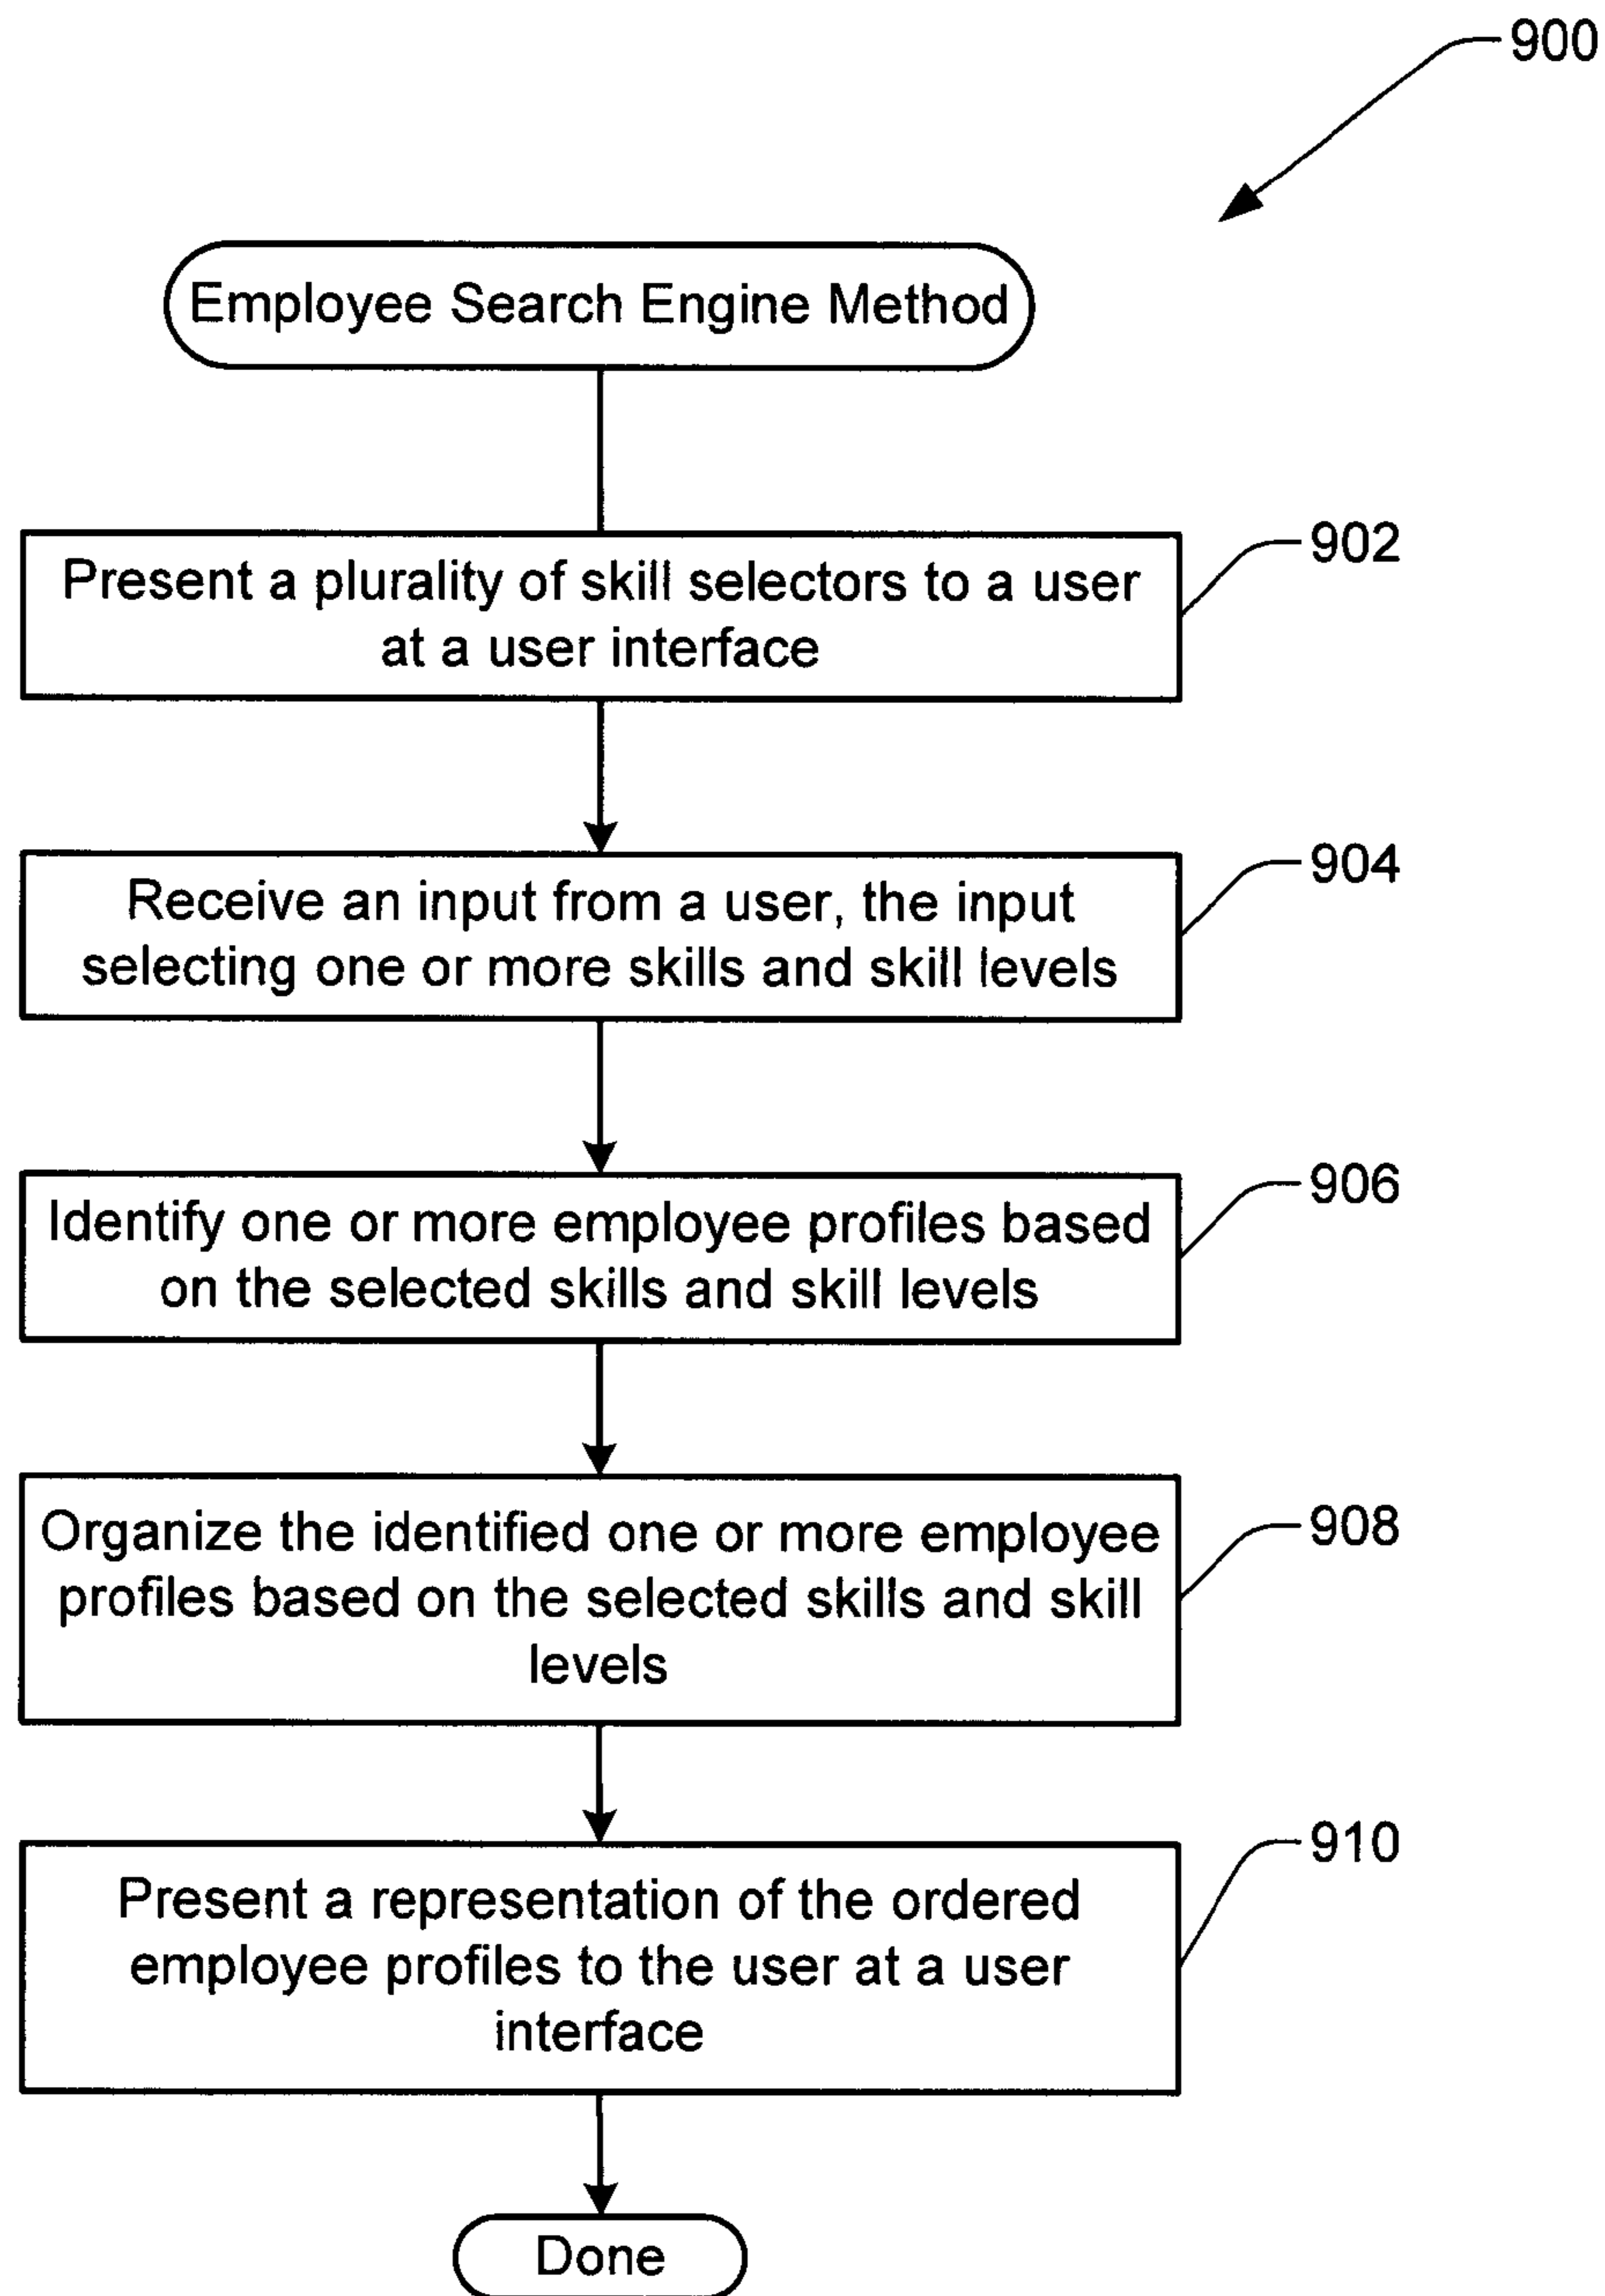 900
Employee Search Engine Method
Present a plurality of skill selectors to a user
at a user interface
902
Receive an input from a user, the input
selecting one or more skills and skill levels
904
Identify one or more employee profiles based
on the selected skills and skill levels
906
Organize the identified one or more employee
profiles based on the selected skills and skill
levels
908
Present a representation of the ordered
employee profiles to the user at a user
interface
910
Done